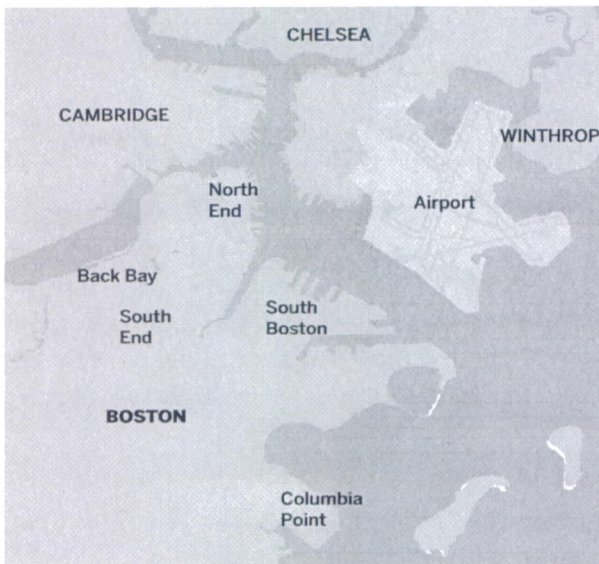 CHELSEA
CAMBRIDGE
WINTHROP
North
End
Airport
Back Bay
South
End
South
Boston
BOSTON
Columbia
Point